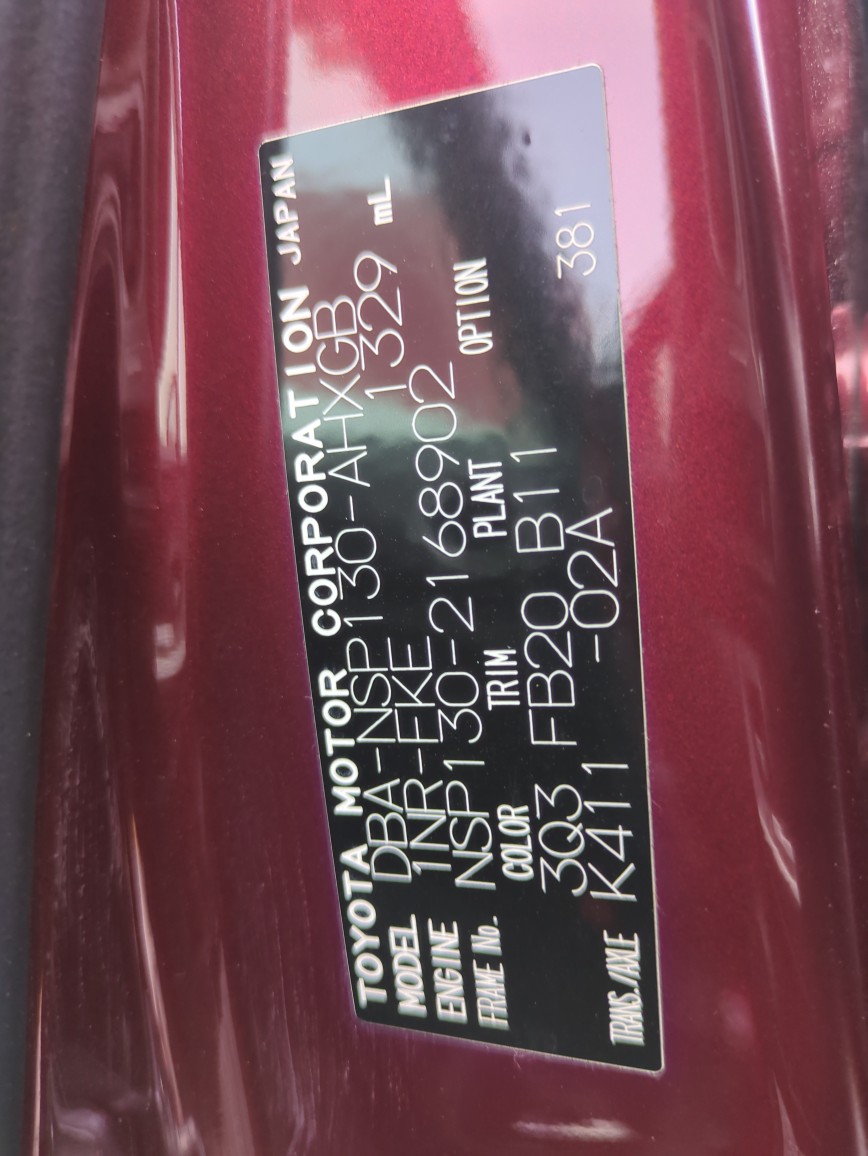 TOYOTA MOTOR CORPORATION JAPAN
MODEL DBA-NSP130-AHXGB
ENGINE 1NR-FKE 1329 mL
FRAME No. NSP130-2168902
COLOR TRIM PLANT OPTION
3Q3 FB20 B11
TRANS./AXLE K411 -02A 381